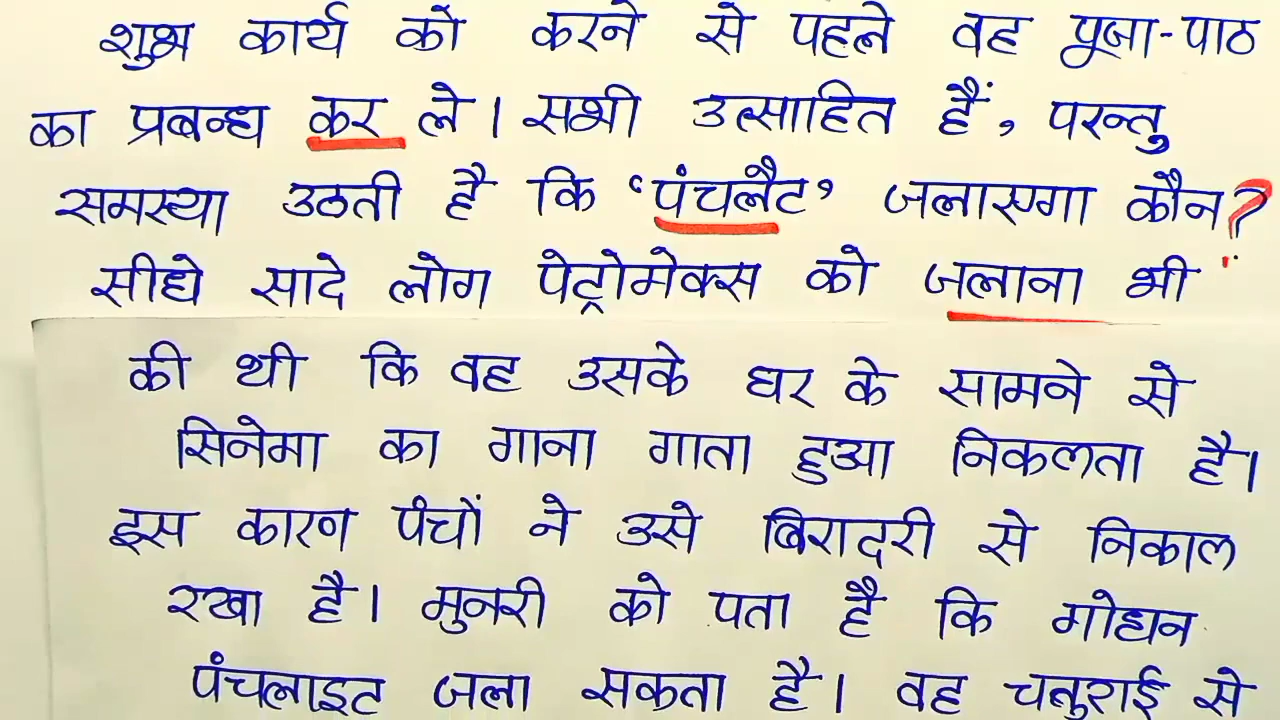 शुभ कार्य को करने से पहले वह पूजा-पाठ
का प्रबन्ध कर ले। सभी उत्साहित हैं, परन्तु
समस्या उठती है कि ‘पंचलैट’ जलाएगा कौन?
सीधे सादे लोग पेट्रोमेक्स को जलाना भी
की थी कि वह उसके घर के सामने से
सिनेमा का गाना गाता हुआ निकलता है।
इस कारण पंचों ने उसे बिरादरी से निकाल
रखा है। मुनरी को पता है कि गोधन
पंचलाइट जला सकता है। वह चतुराई से